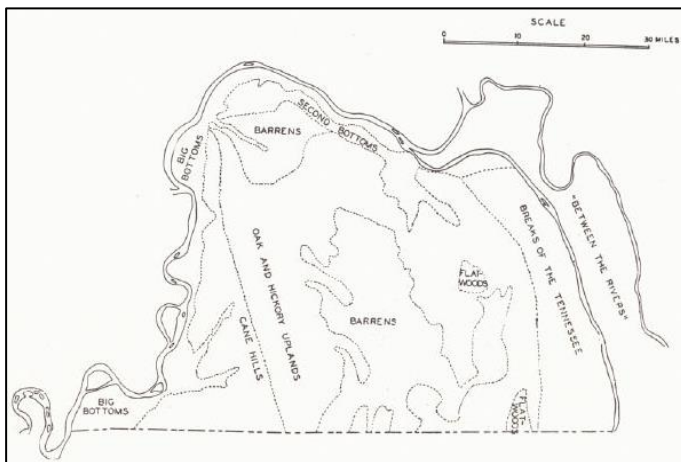 SCALE
0 10 20 30 MILES
SECOND BOTTOMS
BARRENS
BIG
BOTTOMS
"BETWEEN THE RIVERS"
BREAKS OF THE TENNESSEE
OAK AND HICKORY UPLANDS
FLAT-
WOODS
BARRENS
CANE HILLS
BIG
BOTTOMS
FLAT-
WOODS